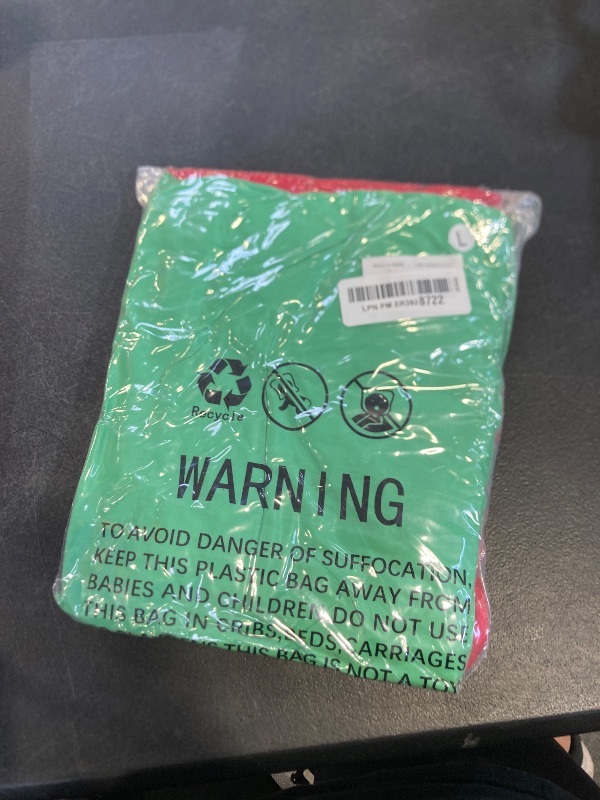 L
LPN PM ER3938722
Recycle
WARNING
TO AVOID DANGER OF SUFFOCATION,
KEEP THIS PLASTIC BAG AWAY FROM
BABIES AND CHILDREN DO NOT USE
THIS BAG IN CRIBS, BEDS, CARRIAGES
THIS BAG IS NOT A TOY